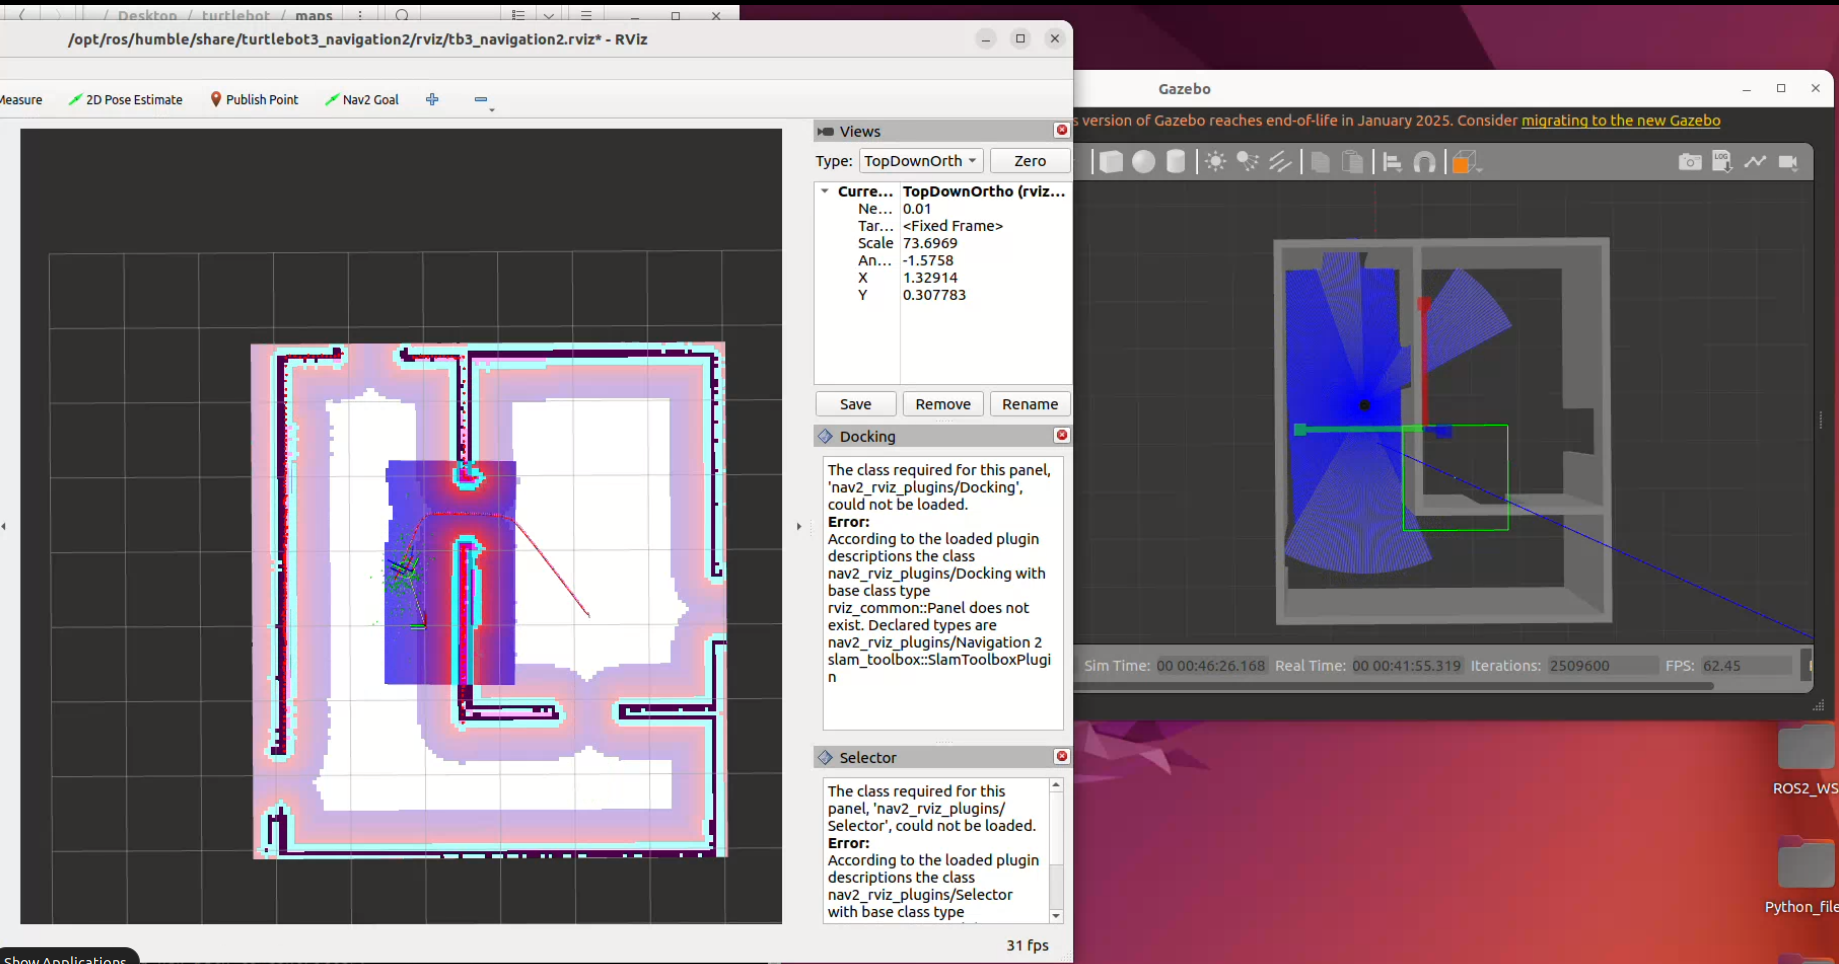 Desktop / turtlebot / maps
/opt/ros/humble/share/turtlebot3_navigation2/rviz/tb3_navigation2.rviz* - RViz
Measure
2D Pose Estimate
Publish Point
Nav2 Goal
Views
Type: TopDownOrth
Zero
Curre... TopDownOrtho (rviz...
Ne... 0.01
Tar... <Fixed Frame>
Scale 73.6969
An... -1.5758
X 1.32914
Y 0.307783
Save
Remove
Rename
Docking
The class required for this panel,
'nav2_rviz_plugins/Docking',
could not be loaded.
Error:
According to the loaded plugin
descriptions the class
nav2_rviz_plugins/Docking with
base class type
rviz_common::Panel does not
exist. Declared types are
nav2_rviz_plugins/Navigation 2
slam_toolbox::SlamToolboxPlugi
n
Selector
The class required for this
panel, 'nav2_rviz_plugins/
Selector', could not be loaded.
Error:
According to the loaded plugin
descriptions the class
nav2_rviz_plugins/Selector
with base class type
31 fps
Show Applications
Gazebo
s version of Gazebo reaches end-of-life in January 2025. Consider migrating to the new Gazebo
LOG
Sim Time: 00 00:46:26.168 Real Time: 00 00:41:55.319 Iterations: 2509600 FPS: 62.45
ROS2_WS
Python_file